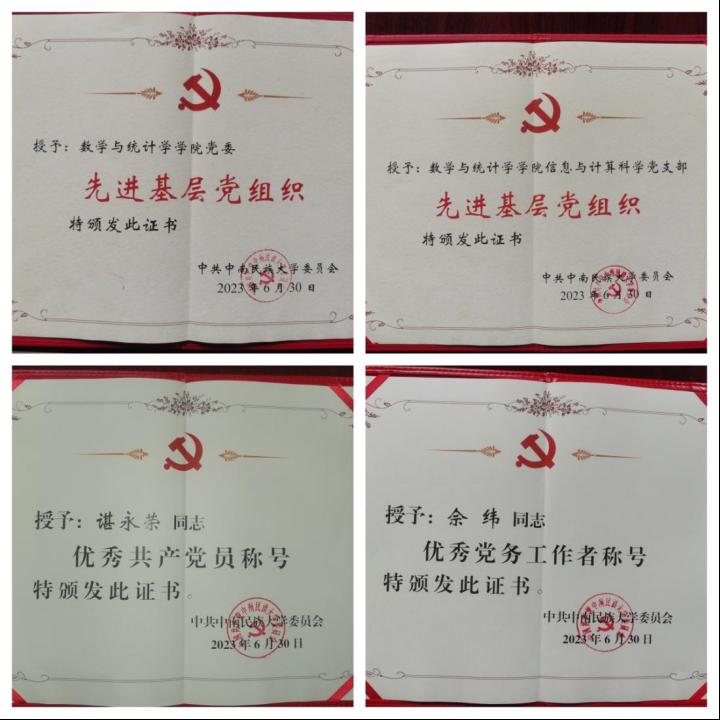 授予：数学与统计学学院党委
先进基层党组织
特颁发此证书
中共中南民族大学委员会
2023年6月30日
授予：数学与统计学学院信息与计算科学党支部
先进基层党组织
特颁发此证书
中共中南民族大学委员会
2023年6月30日
授予：谌永荣 同志
优秀共产党员称号
特颁发此证书。
中共中南民族大学委员会
2023年6月30日
授予：余 纬 同志
优秀党务工作者称号
特颁发此证书。
中共中南民族大学委员会
2023年6月30日